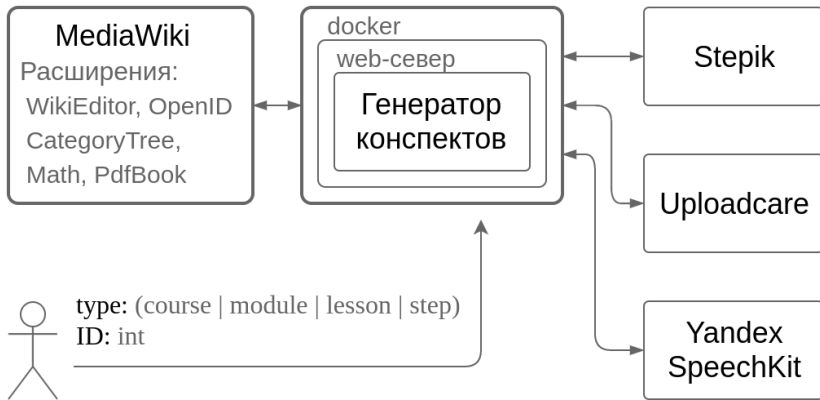 MediaWiki
Расширения:
WikiEditor, OpenID
CategoryTree,
Math, PdfBook
docker
web-север
Генератор
конспектов
Stepik
Uploadcare
Yandex
SpeechKit
type: (course | module | lesson | step)
ID: int